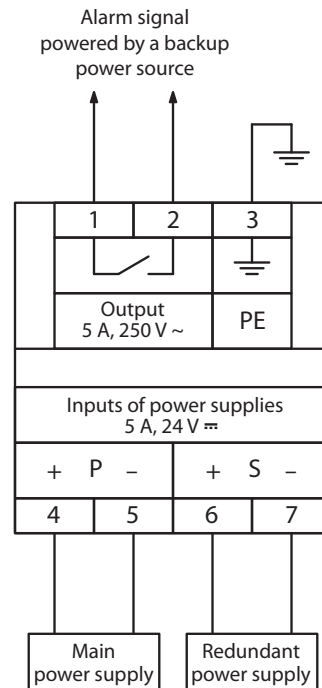 Alarm signal
powered by a backup
power source
1 2 3
Output
5 A, 250 V ~
PE
Inputs of power supplies
5 A, 24 V ⎓
+ P – + S –
4 5 6 7
Main
power supply
Redundant
power supply